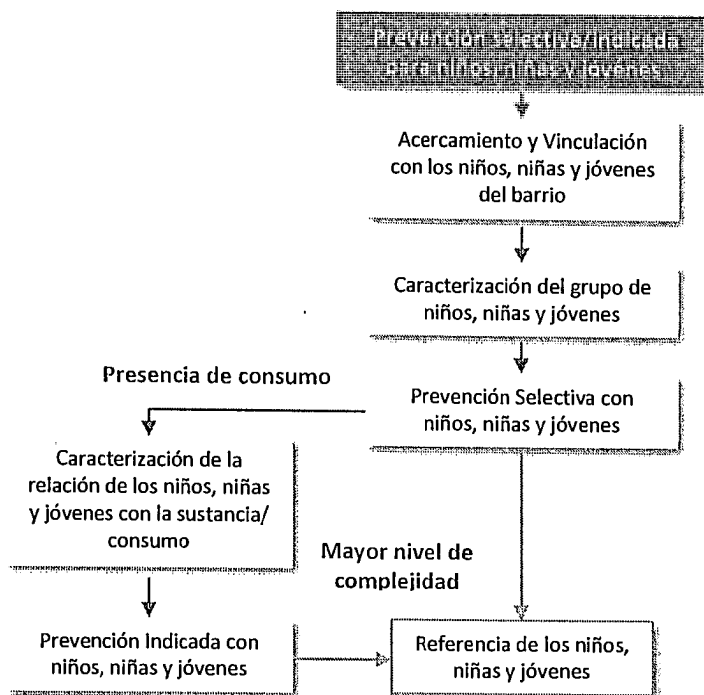 Prevención selectiva/indicada
para niños, niñas y jóvenes
Acercamiento y Vinculación
con los niños, niñas y jóvenes
del barrio
Caracterización del grupo de
niños, niñas y jóvenes
Presencia de consumo
Prevención Selectiva con
niños, niñas y jóvenes
Caracterización de la
relación de los niños, niñas
y jóvenes con la sustancia/
consumo
Mayor nivel de
complejidad
Prevención Indicada con
niños, niñas y jóvenes
Referencia de los niños,
niñas y jóvenes